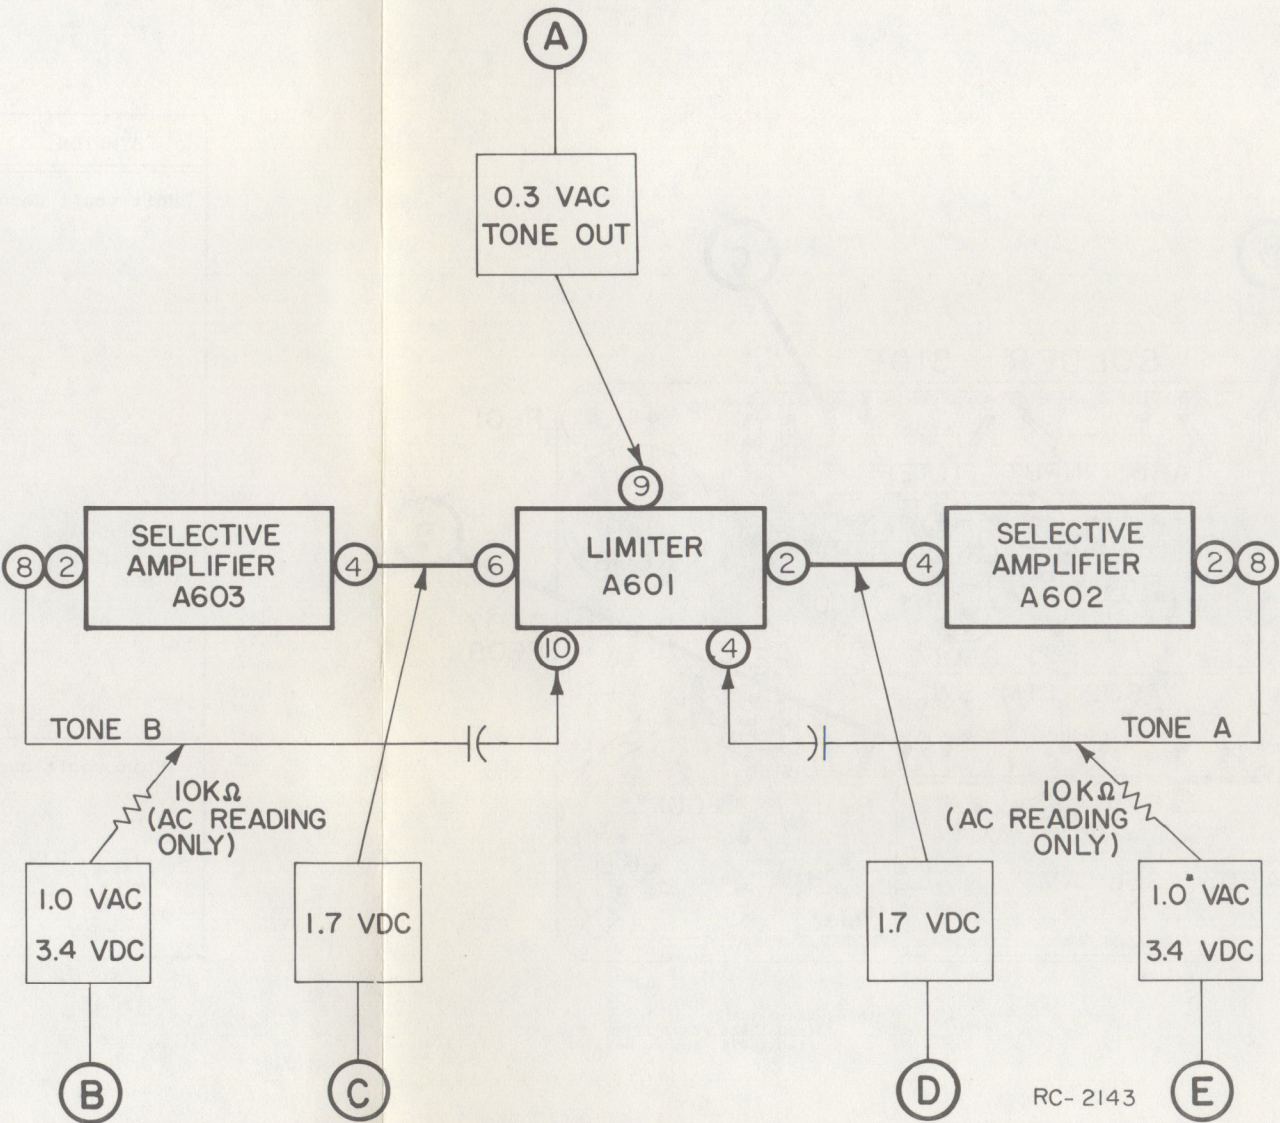 A
0.3 VAC
TONE OUT
9
8
2
SELECTIVE
AMPLIFIER
A603
4
6
LIMITER
A601
2
4
SELECTIVE
AMPLIFIER
A602
2
8
10
4
TONE B
TONE A
10KΩ
(AC READING
ONLY)
10KΩ
(AC READING
ONLY)
1.0 VAC
3.4 VDC
1.7 VDC
1.7 VDC
1.0* VAC
3.4 VDC
B
C
D
RC-2143
E